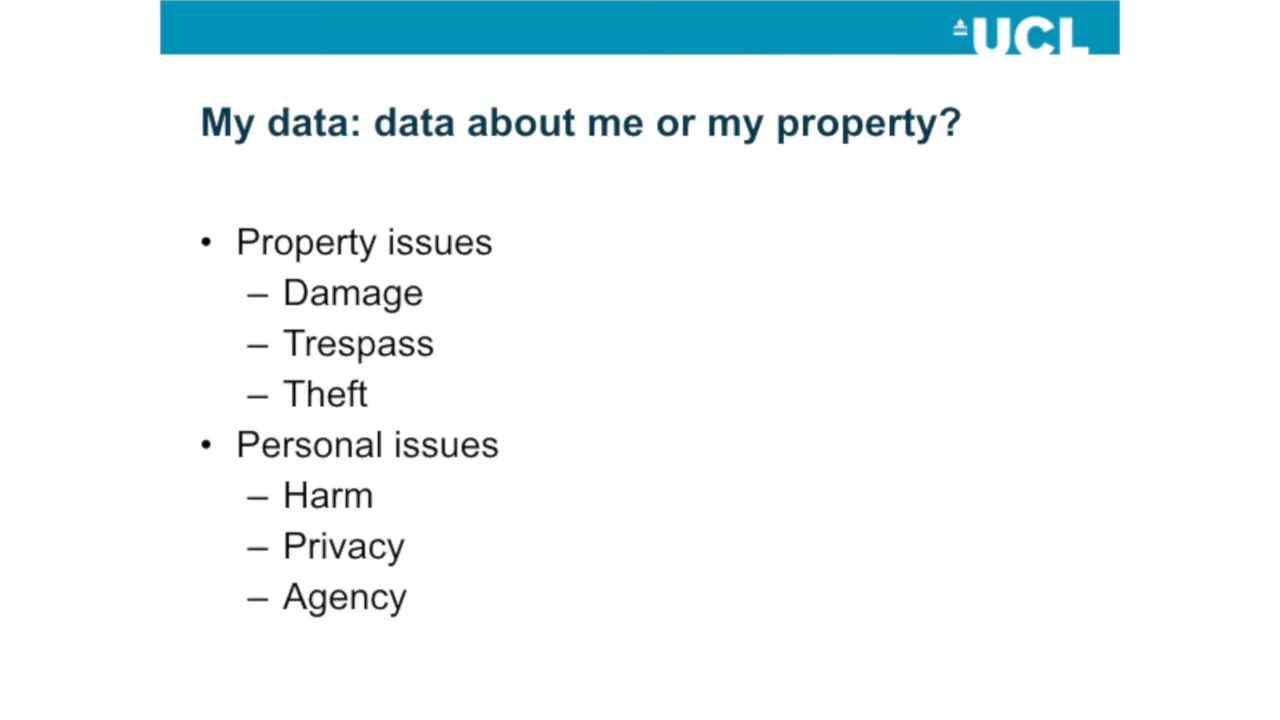 UCL
My data: data about me or my property?
• Property issues
– Damage
– Trespass
– Theft
• Personal issues
– Harm
– Privacy
– Agency